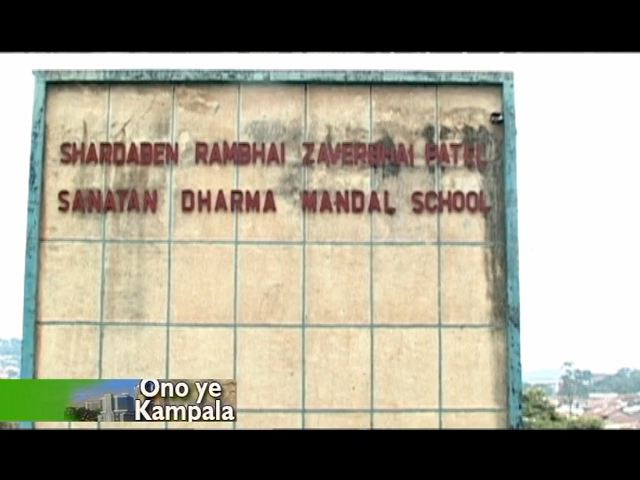 SHARDABEN RAMBHAI ZAVERBHAI PATEL
SANATAN DHARMA MANDAL SCHOOL
Ono ye
Kampala